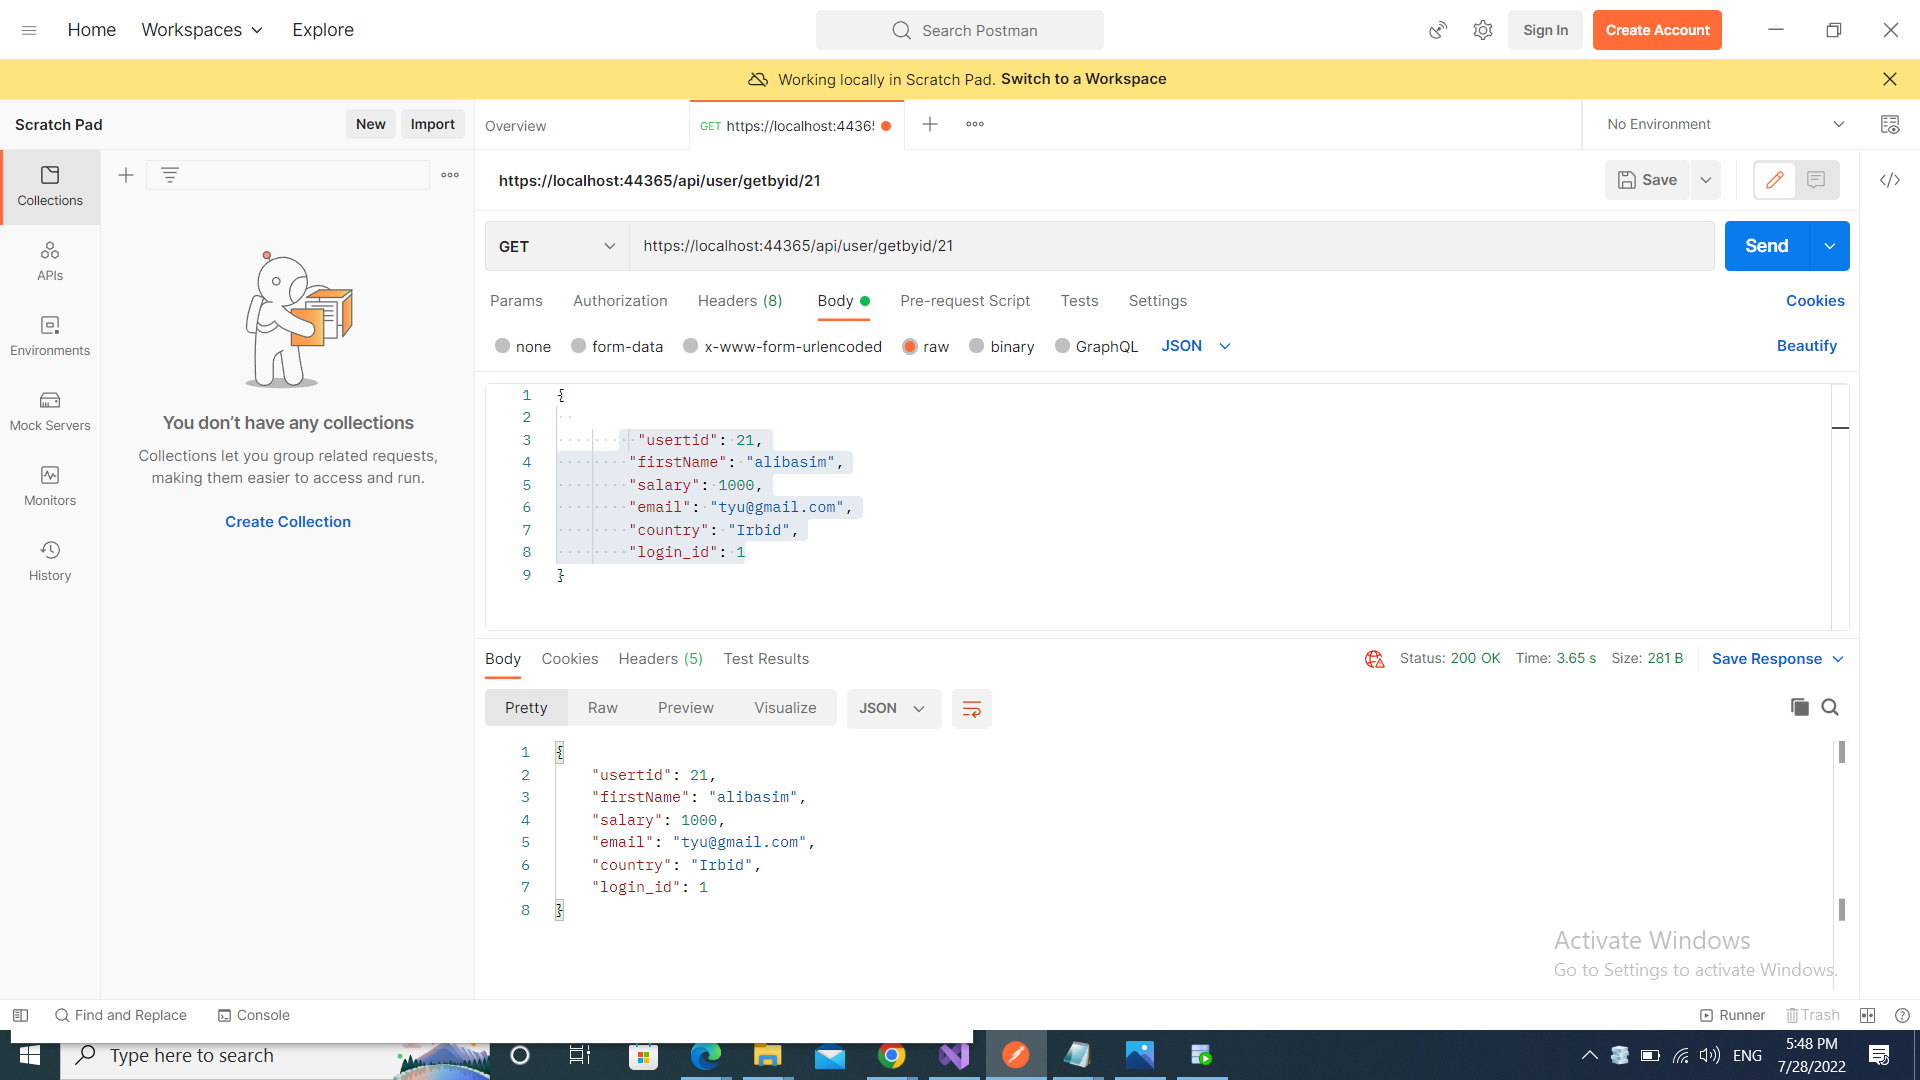 Home Workspaces Explore Search Postman Sign In Create Account
Working locally in Scratch Pad. Switch to a Workspace
Scratch Pad New Import Overview GET https://localhost:4436 No Environment
Collections
APIs
Environments
Mock Servers
Monitors
History
You don’t have any collections
Collections let you group related requests,
making them easier to access and run.
Create Collection
https://localhost:44365/api/user/getbyid/21 Save
GET https://localhost:44365/api/user/getbyid/21 Send
Params Authorization Headers (8) Body Pre-request Script Tests Settings Cookies
none form-data x-www-form-urlencoded raw binary GraphQL JSON Beautify
1 {
2
3 "usertid": 21,
4 "firstName": "alibasim",
5 "salary": 1000,
6 "email": "tyu@gmail.com",
7 "country": "Irbid",
8 "login_id": 1
9 }
Body Cookies Headers (5) Test Results Status: 200 OK Time: 3.65 s Size: 281 B Save Response
Pretty Raw Preview Visualize JSON
1 {
2 "usertid": 21,
3 "firstName": "alibasim",
4 "salary": 1000,
5 "email": "tyu@gmail.com",
6 "country": "Irbid",
7 "login_id": 1
8 }
Activate Windows
Go to Settings to activate Windows.
Find and Replace Console Runner Trash
Type here to search ENG 5:48 PM
7/28/2022